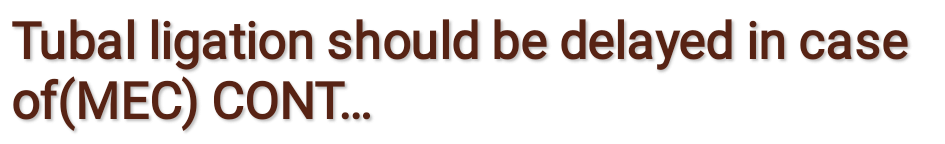 Tubal ligation should be delayed in case
of(MEC) CONT...